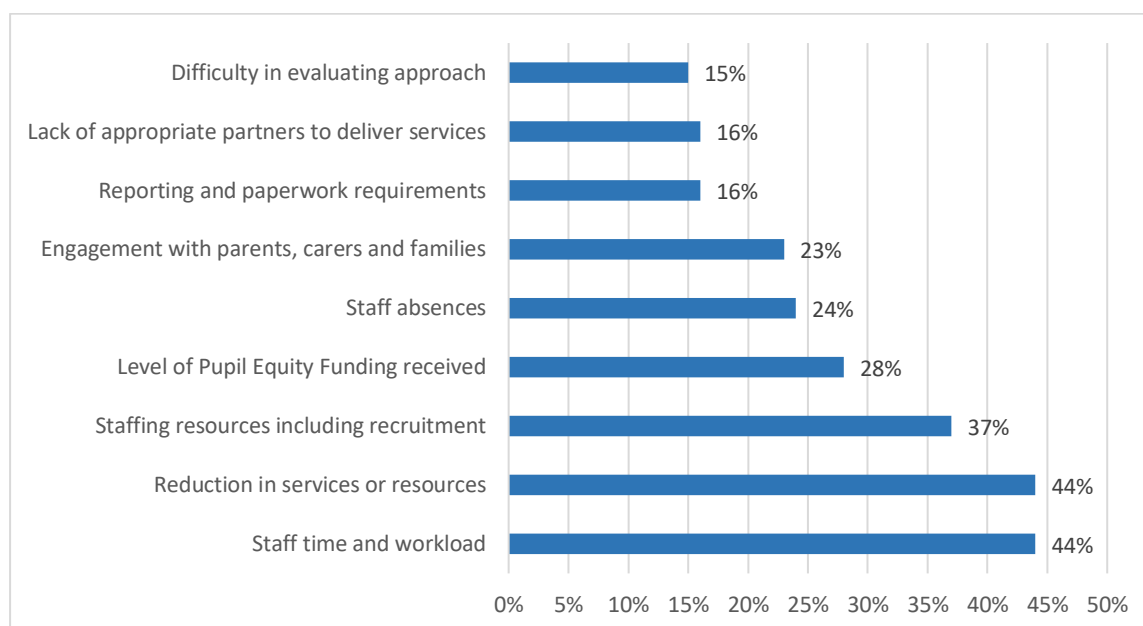 Difficulty in evaluating approach 15%
Lack of appropriate partners to deliver services 16%
Reporting and paperwork requirements 16%
Engagement with parents, carers and families 23%
Staff absences 24%
Level of Pupil Equity Funding received 28%
Staffing resources including recruitment 37%
Reduction in services or resources 44%
Staff time and workload 44%
0% 5% 10% 15% 20% 25% 30% 35% 40% 45% 50%